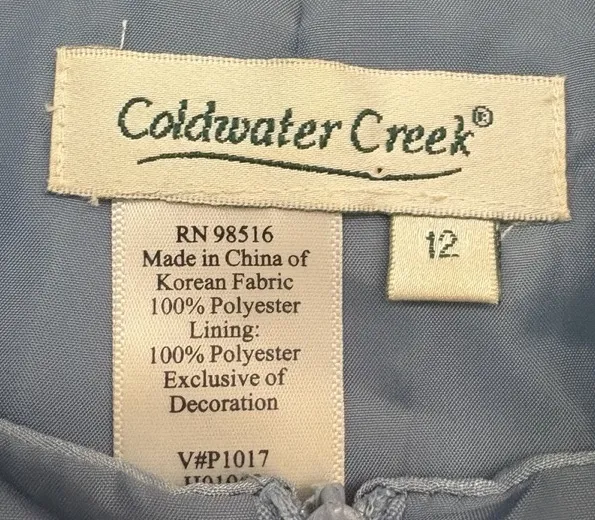 Coldwater Creek®
12
RN 98516
Made in China of
Korean Fabric
100% Polyester
Lining:
100% Polyester
Exclusive of
Decoration
V#P1017